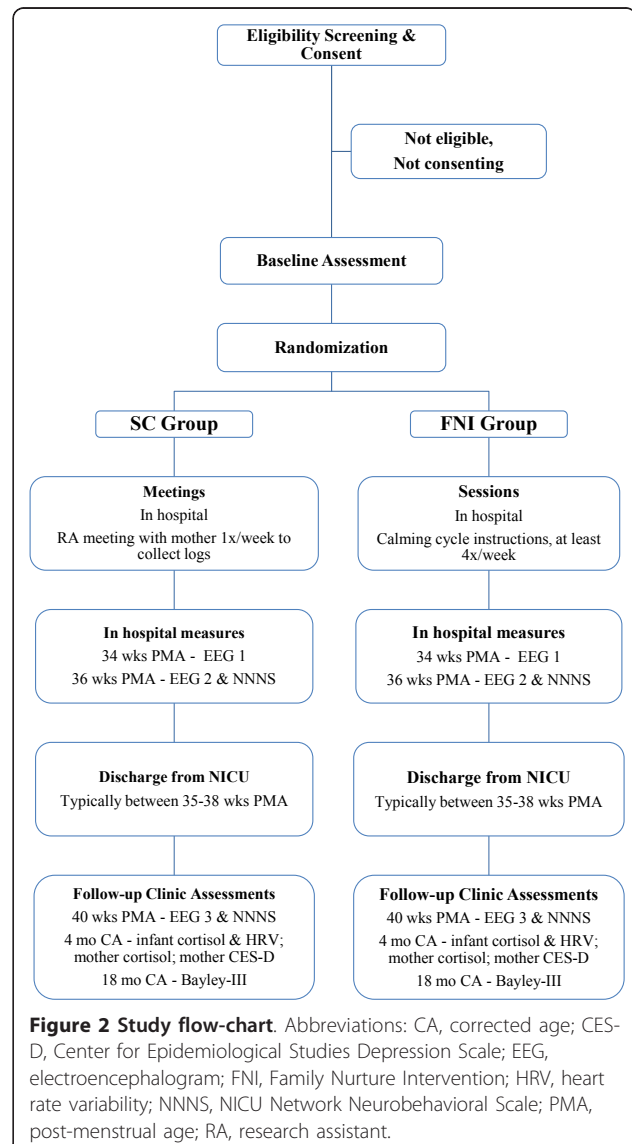 Eligibility Screening &
Consent
Not eligible,
Not consenting
Baseline Assessment
Randomization
SC Group
FNI Group
Meetings
In hospital
RA meeting with mother 1x/week to
collect logs
Sessions
In hospital
Calming cycle instructions, at least
4x/week
In hospital measures
34 wks PMA - EEG 1
36 wks PMA - EEG 2 & NNNS
In hospital measures
34 wks PMA - EEG 1
36 wks PMA - EEG 2 & NNNS
Discharge from NICU
Typically between 35-38 wks PMA
Discharge from NICU
Typically between 35-38 wks PMA
Follow-up Clinic Assessments
40 wks PMA - EEG 3 & NNNS
4 mo CA - infant cortisol & HRV;
mother cortisol; mother CES-D
18 mo CA - Bayley-III
Follow-up Clinic Assessments
40 wks PMA - EEG 3 & NNNS
4 mo CA - infant cortisol & HRV;
mother cortisol; mother CES-D
18 mo CA - Bayley-III
Figure 2 Study flow-chart. Abbreviations: CA, corrected age; CES-
D, Center for Epidemiological Studies Depression Scale; EEG,
electroencephalogram; FNI, Family Nurture Intervention; HRV, heart
rate variability; NNNS, NICU Network Neurobehavioral Scale; PMA,
post-menstrual age; RA, research assistant.